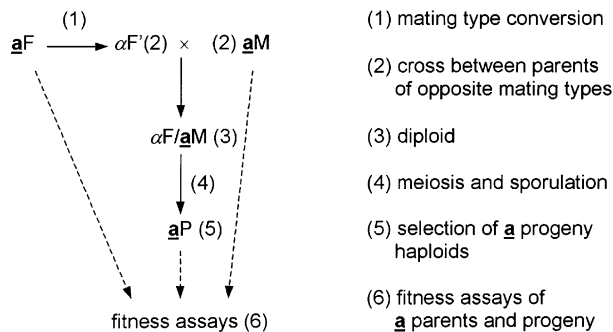 (1)
aF αF'(2) × (2) aM
αF/aM (3)
(4)
aP (5)
fitness assays (6)
(1) mating type conversion
(2) cross between parents
of opposite mating types
(3) diploid
(4) meiosis and sporulation
(5) selection of a progeny
haploids
(6) fitness assays of
a parents and progeny